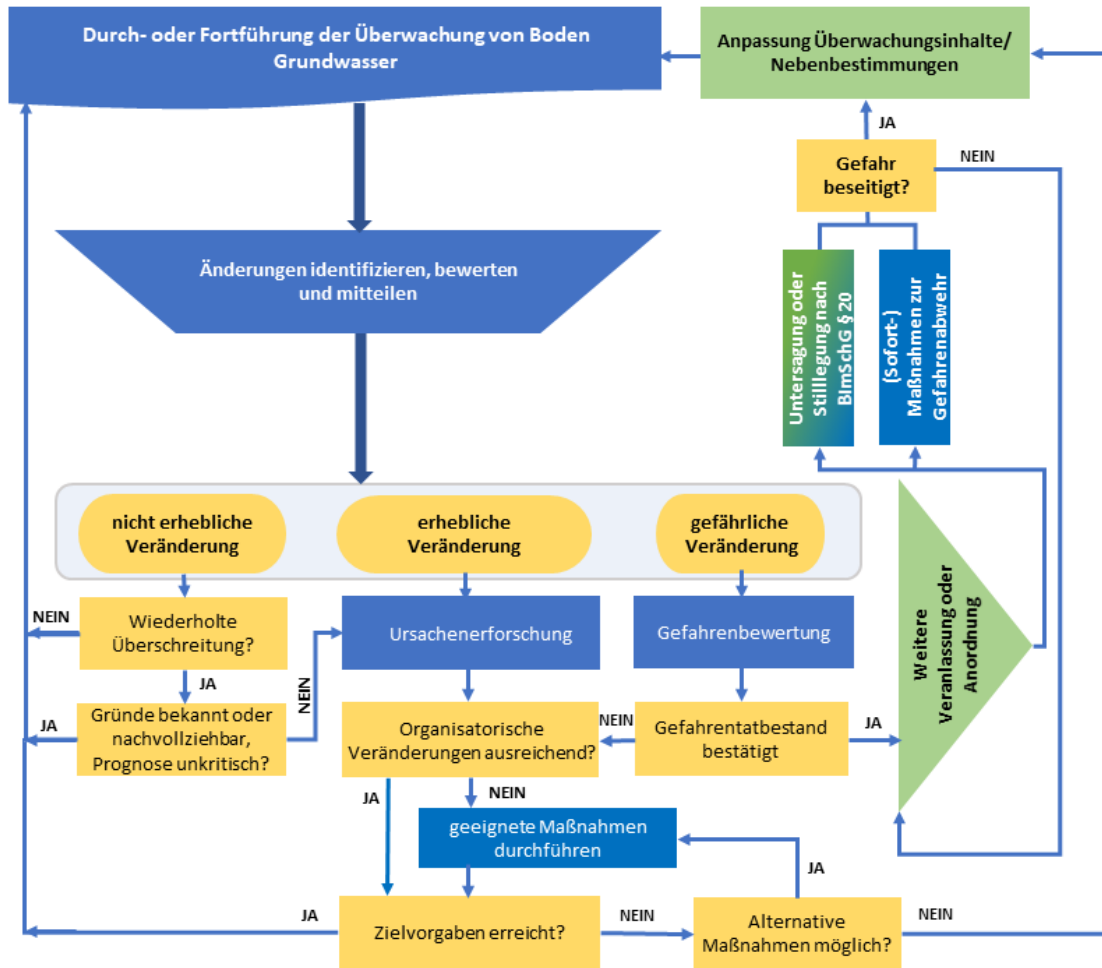 Durch- oder Fortführung der Überwachung von Boden
Grundwasser
Anpassung Überwachungsinhalte/
Nebenbestimmungen
JA
Gefahr
beseitigt?
NEIN
Änderungen identifizieren, bewerten
und mitteilen
Untersagung oder
Stilllegung nach
BImSchG § 20
(Sofort-)
Maßnahmen zur
Gefahrenabwehr
nicht erhebliche
Veränderung
erhebliche
Veränderung
gefährliche
Veränderung
NEIN
Wiederholte
Überschreitung?
Ursachenerforschung
Gefahrenbewertung
Weitere
Veranlassung oder
Anordnung
JA
NEIN
JA
Gründe bekannt oder
nachvollziehbar,
Prognose unkritisch?
Organisatorische
Veränderungen ausreichend?
NEIN
Gefahrentatbestand
bestätigt
JA
JA
NEIN
geeignete Maßnahmen
durchführen
JA
JA
Zielvorgaben erreicht?
NEIN
Alternative
Maßnahmen möglich?
NEIN